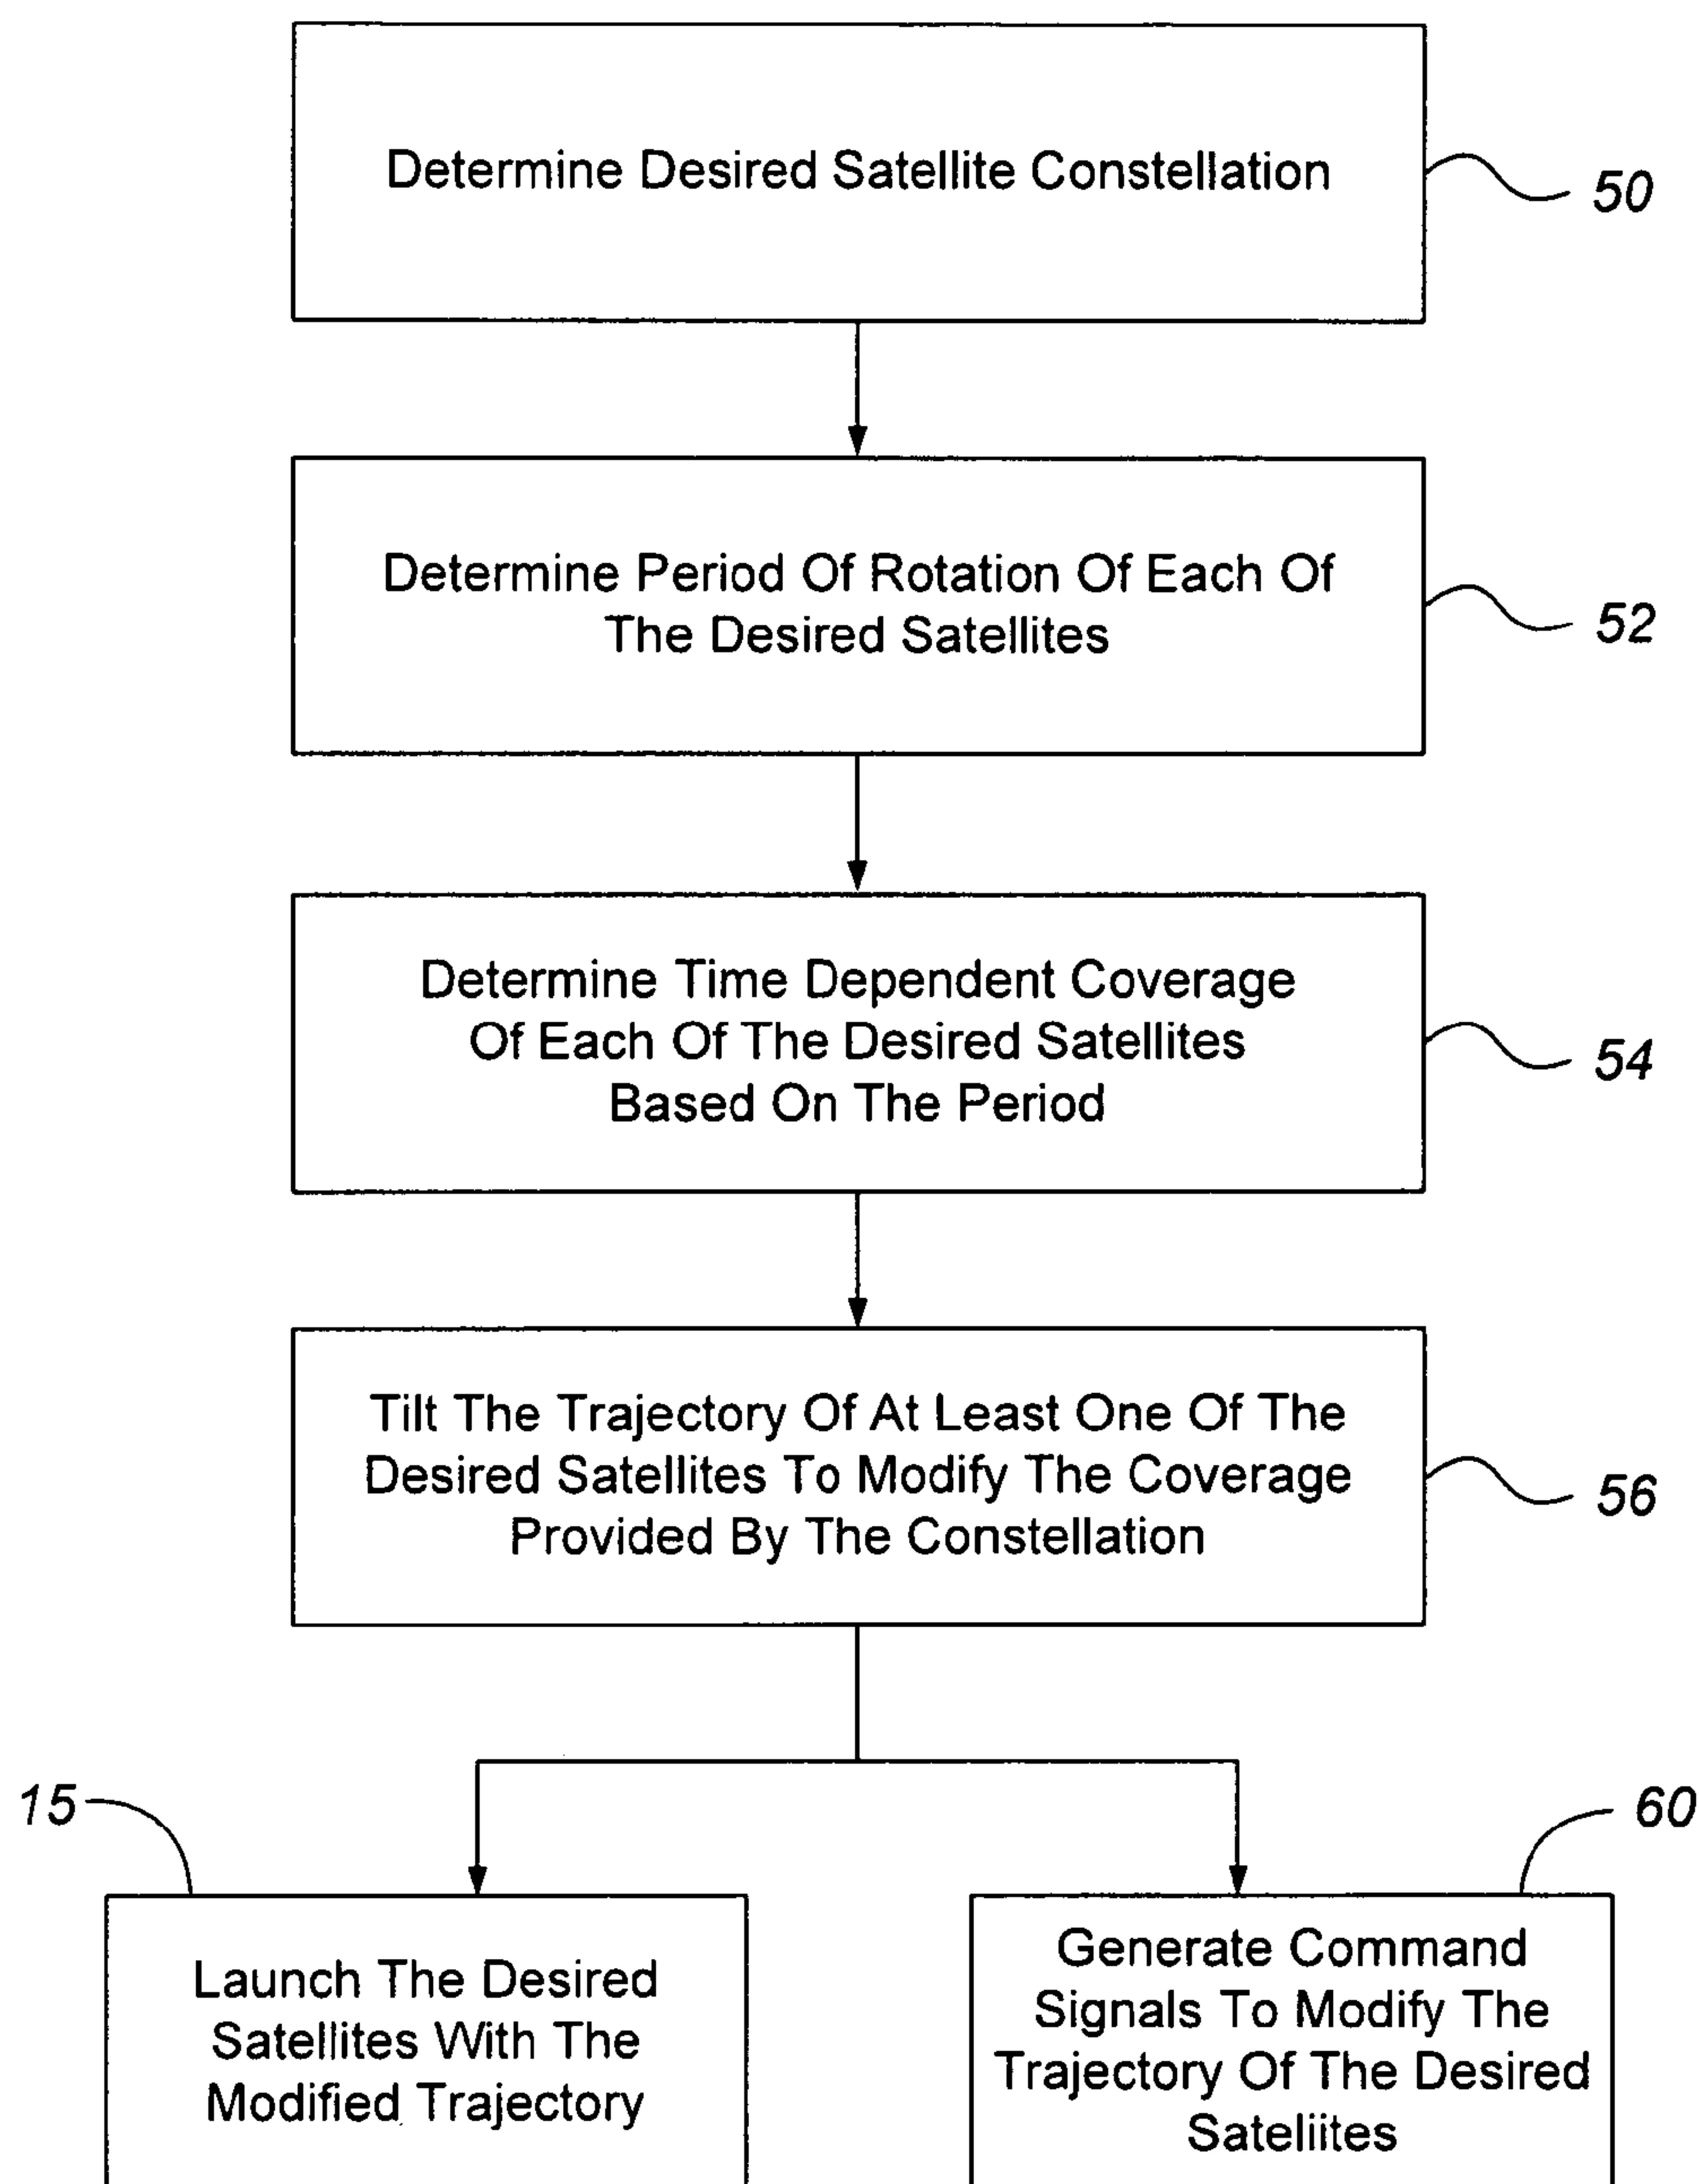 Determine Desired Satellite Constellation
50
Determine Period Of Rotation Of Each Of
The Desired Satellites
52
Determine Time Dependent Coverage
Of Each Of The Desired Satellites
Based On The Period
54
Tilt The Trajectory Of At Least One Of The
Desired Satellites To Modify The Coverage
Provided By The Constellation
56
15
Launch The Desired
Satellites With The
Modified Trajectory
60
Generate Command
Signals To Modify The
Trajectory Of The Desired
Sateliites